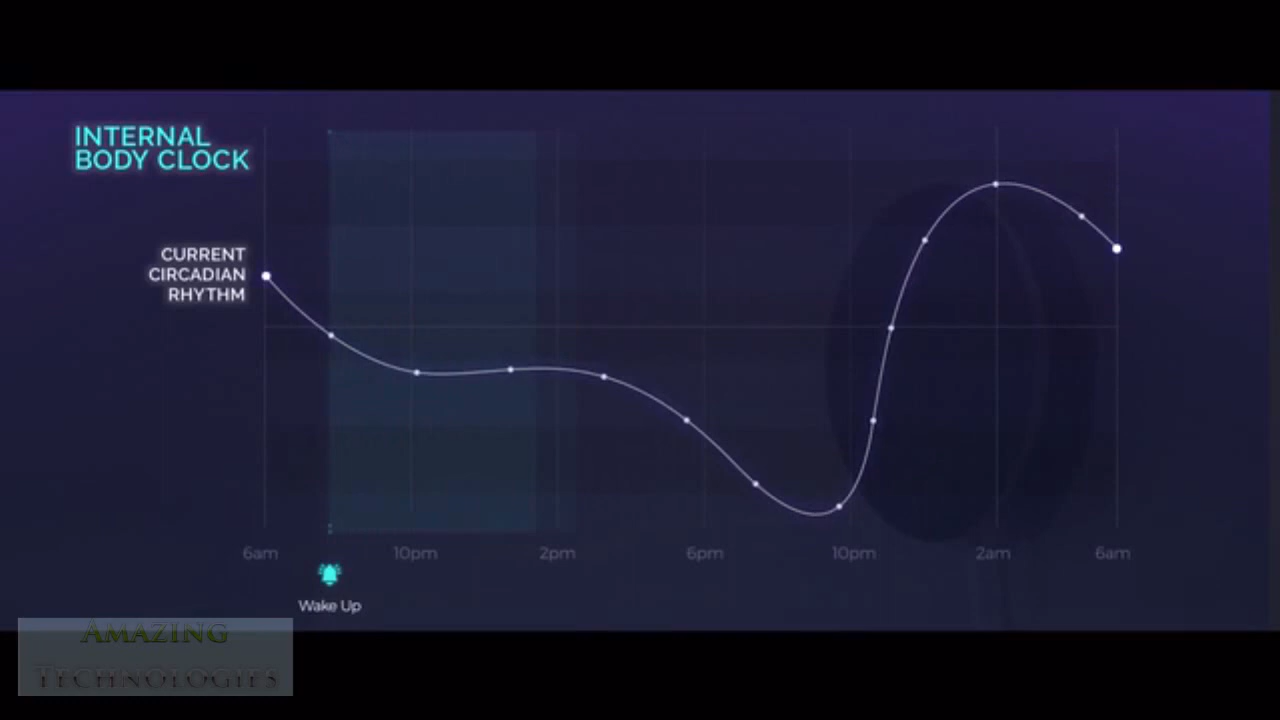 INTERNAL
BODY CLOCK
CURRENT
CIRCADIAN
RHYTHM
6am 10pm 2pm 6pm 10pm 2am 6am
Wake Up
AMAZING
TECHNOLOGIES